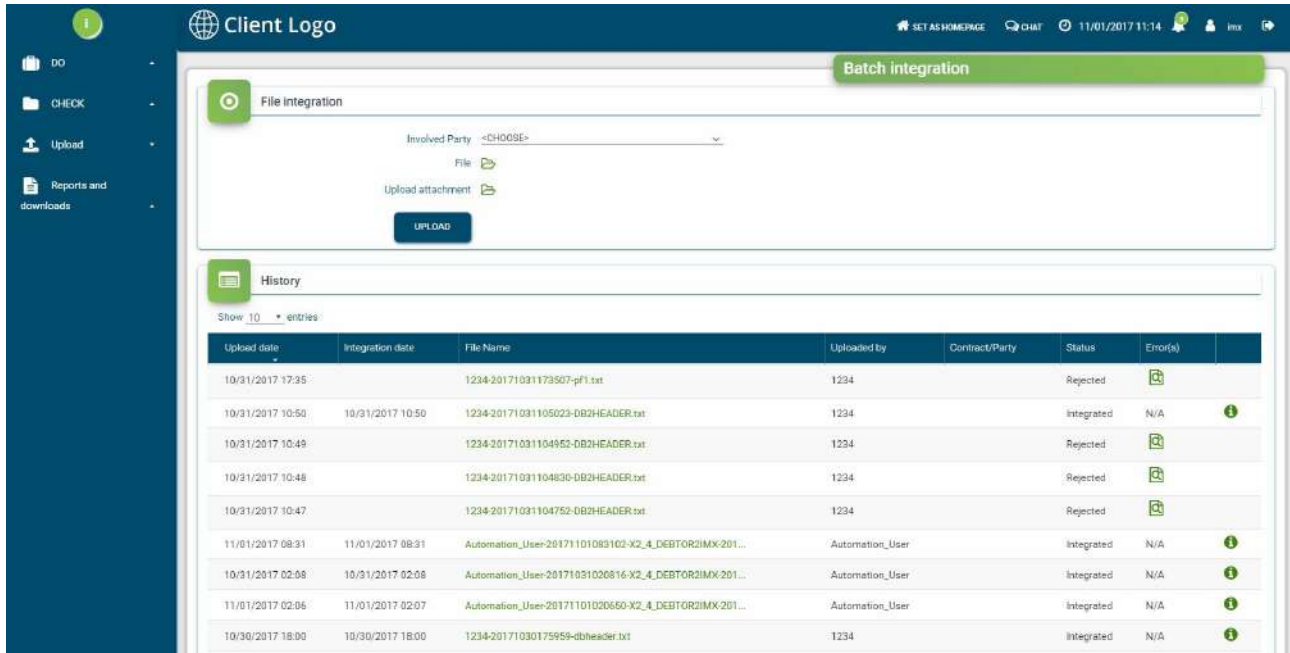 Client Logo
SET AS HOMEPAGE CHAT 11/01/2017 11:14 imx
DO
CHECK
Upload
Reports and
downloads
Batch integration
File integration
Involved Party <CHOOSE>
File
Upload attachment
UPLOAD
History
Show 10 entries
Upload date Integration date File Name Uploaded by Contract/Party Status Error(s)
10/31/2017 17:35 1234-20171031173507-pf1.txt 1234 Rejected
10/31/2017 10:50 10/31/2017 10:50 1234-20171031105023-DB2HEADER.txt 1234 Integrated N/A
10/31/2017 10:49 1234-20171031104952-DB2HEADER.txt 1234 Rejected
10/31/2017 10:48 1234-20171031104830-DB2HEADER.txt 1234 Rejected
10/31/2017 10:47 1234-20171031104752-DB2HEADER.txt 1234 Rejected
11/01/2017 08:31 11/01/2017 08:31 Automation_User-20171101083102-X2_4_DEBTOR2IMX-201... Automation_User Integrated N/A
10/31/2017 02:08 10/31/2017 02:08 Automation_User-20171031020816-X2_4_DEBTOR2IMX-201... Automation_User Integrated N/A
11/01/2017 02:06 11/01/2017 02:07 Automation_User-20171101020650-X2_4_DEBTOR2IMX-201... Automation_User Integrated N/A
10/30/2017 18:00 10/30/2017 18:00 1234-20171030175959-dbheader.txt 1234 Integrated N/A